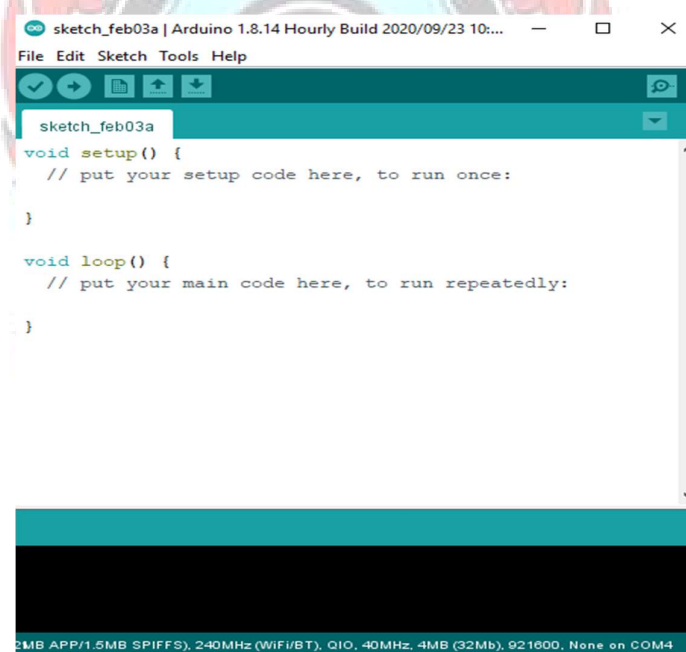 sketch_feb03a | Arduino 1.8.14 Hourly Build 2020/09/23 10:...
File Edit Sketch Tools Help
sketch_feb03a
void setup() {
  // put your setup code here, to run once:
}
void loop() {
  // put your main code here, to run repeatedly:
}
MB APP/1.5MB SPIFFS), 240MHz (WiFi/BT), QIO, 40MHz, 4MB (32Mb), 921600, None on COM4